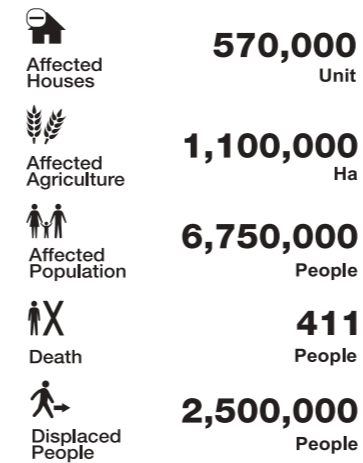 Affected
Houses
570,000
Unit
Affected
Agriculture
1,100,000
Ha
Affected
Population
6,750,000
People
Death
411
People
Displaced
People
2,500,000
People